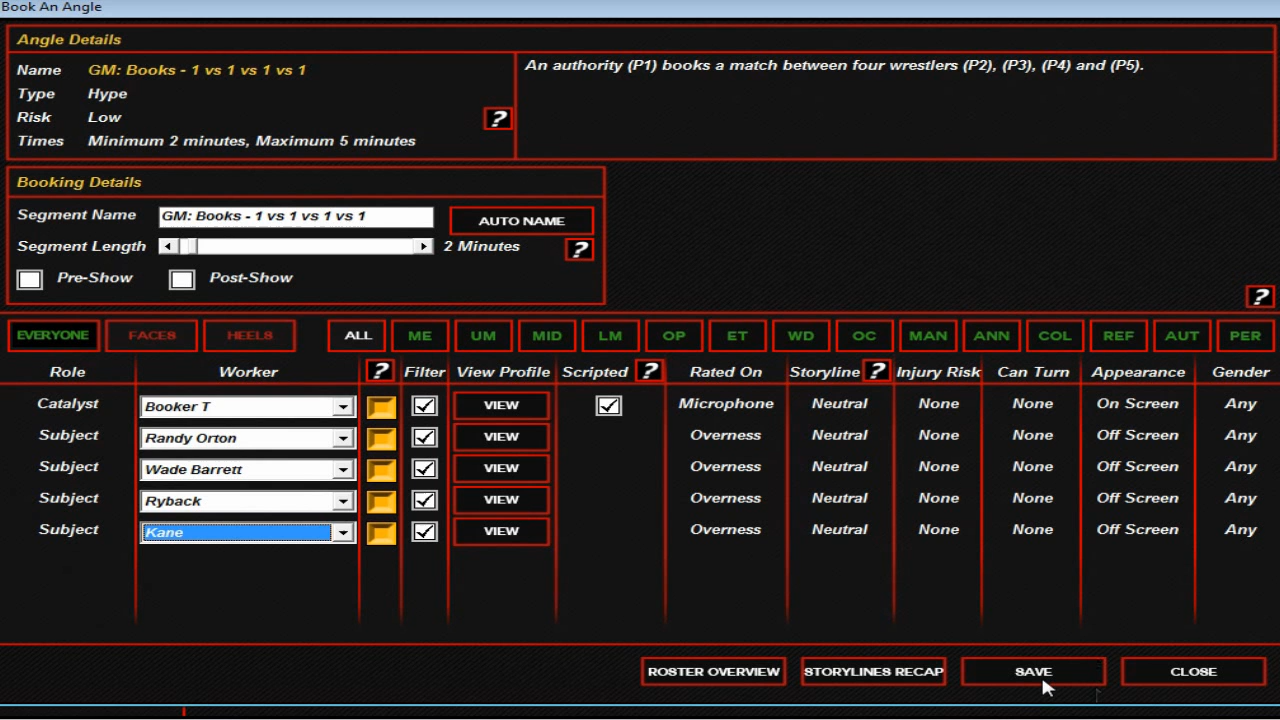 Book An Angle
Angle Details
Name GM: Books - 1 vs 1 vs 1 vs 1
Type Hype
Risk Low
Times Minimum 2 minutes, Maximum 5 minutes
?
An authority (P1) books a match between four wrestlers (P2), (P3), (P4) and (P5).
Booking Details
Segment Name GM: Books - 1 vs 1 vs 1 vs 1 AUTO NAME
Segment Length 2 Minutes ?
Pre-Show Post-Show
?
EVERYONE FACES HEELS ALL ME UM MID LM OP ET WD OC MAN ANN COL REF AUT PER
Role Worker ? Filter View Profile Scripted ? Rated On Storyline ? Injury Risk Can Turn Appearance Gender
Catalyst Booker T VIEW Microphone Neutral None None On Screen Any
Subject Randy Orton VIEW Overness Neutral None None Off Screen Any
Subject Wade Barrett VIEW Overness Neutral None None Off Screen Any
Subject Ryback VIEW Overness Neutral None None Off Screen Any
Subject Kane VIEW Overness Neutral None None Off Screen Any
ROSTER OVERVIEW STORYLINES RECAP SAVE CLOSE